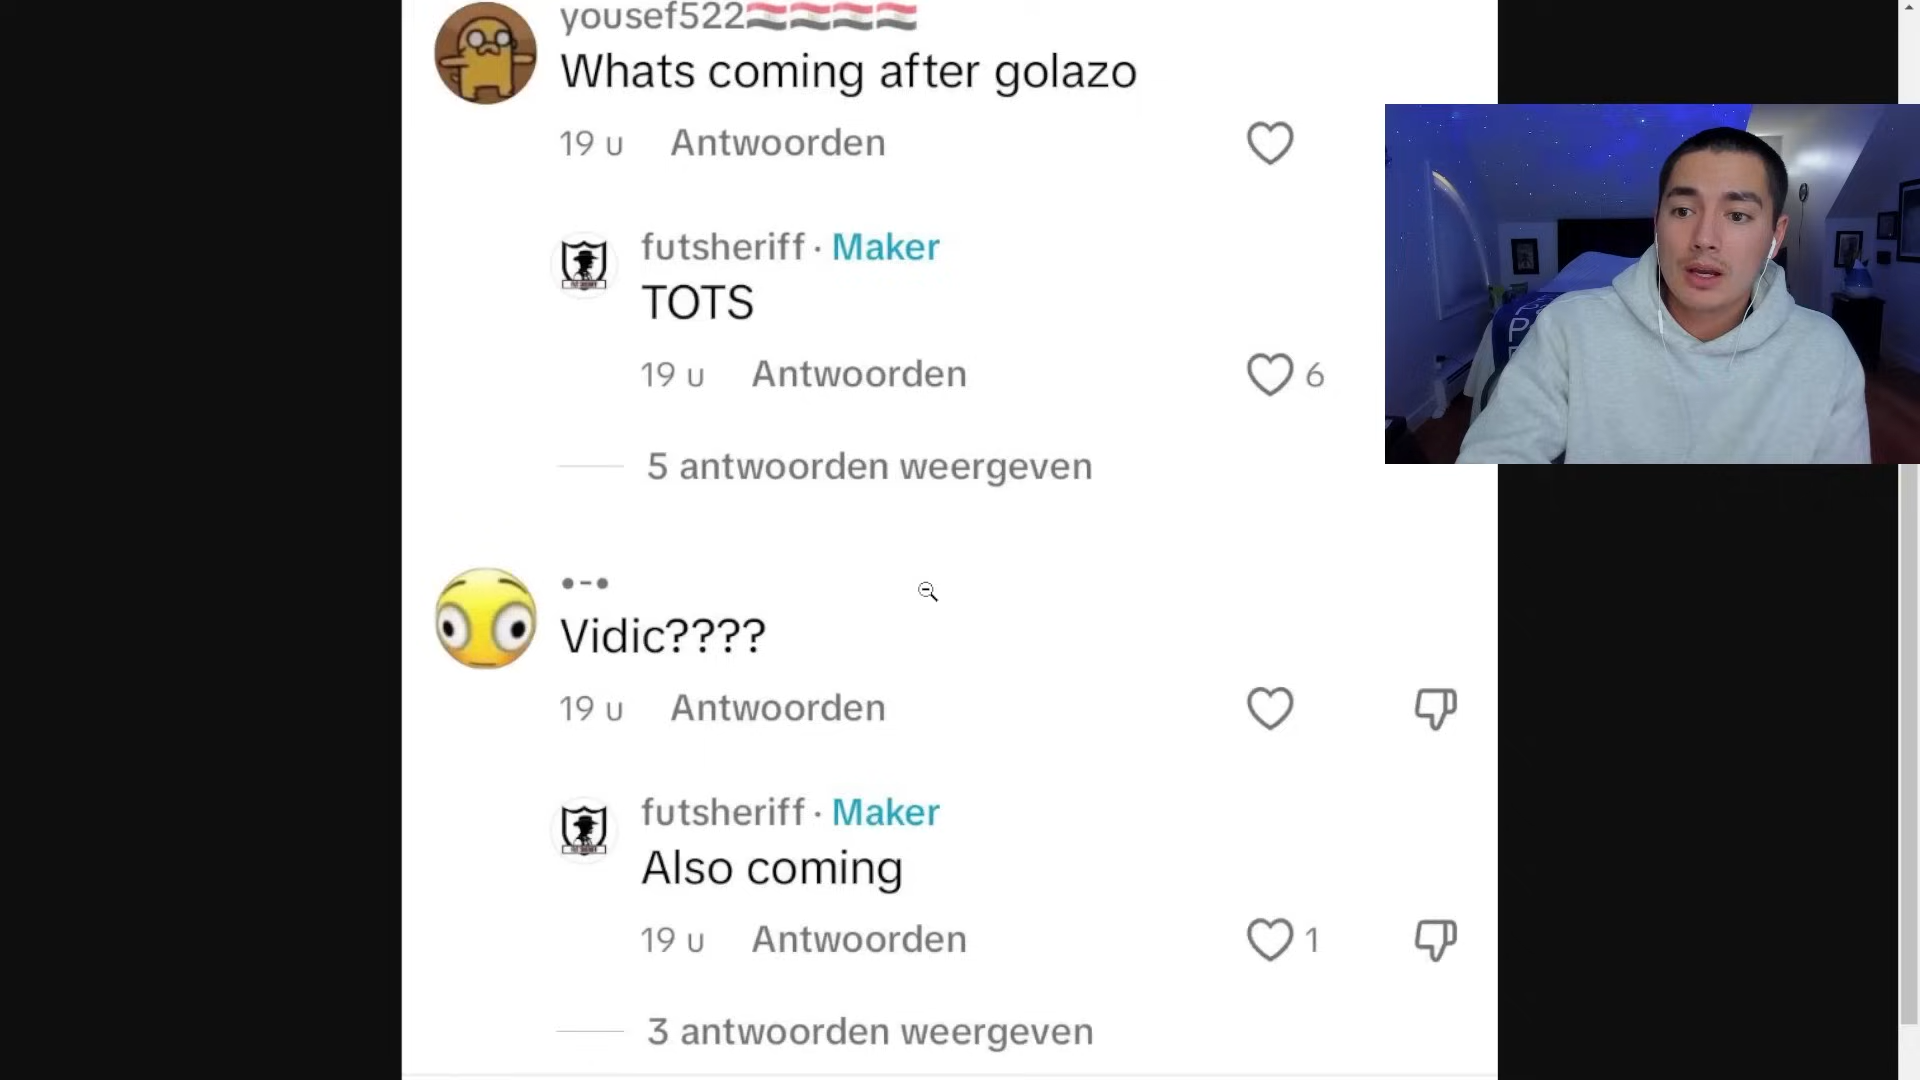 yousef522🇪🇬🇪🇬🇪🇬🇪🇬
Whats coming after golazo
19 u Antwoorden
futsheriff · Maker
TOTS
19 u Antwoorden 6
5 antwoorden weergeven
•-•
Vidic????
19 u Antwoorden
futsheriff · Maker
Also coming
19 u Antwoorden 1
3 antwoorden weergeven